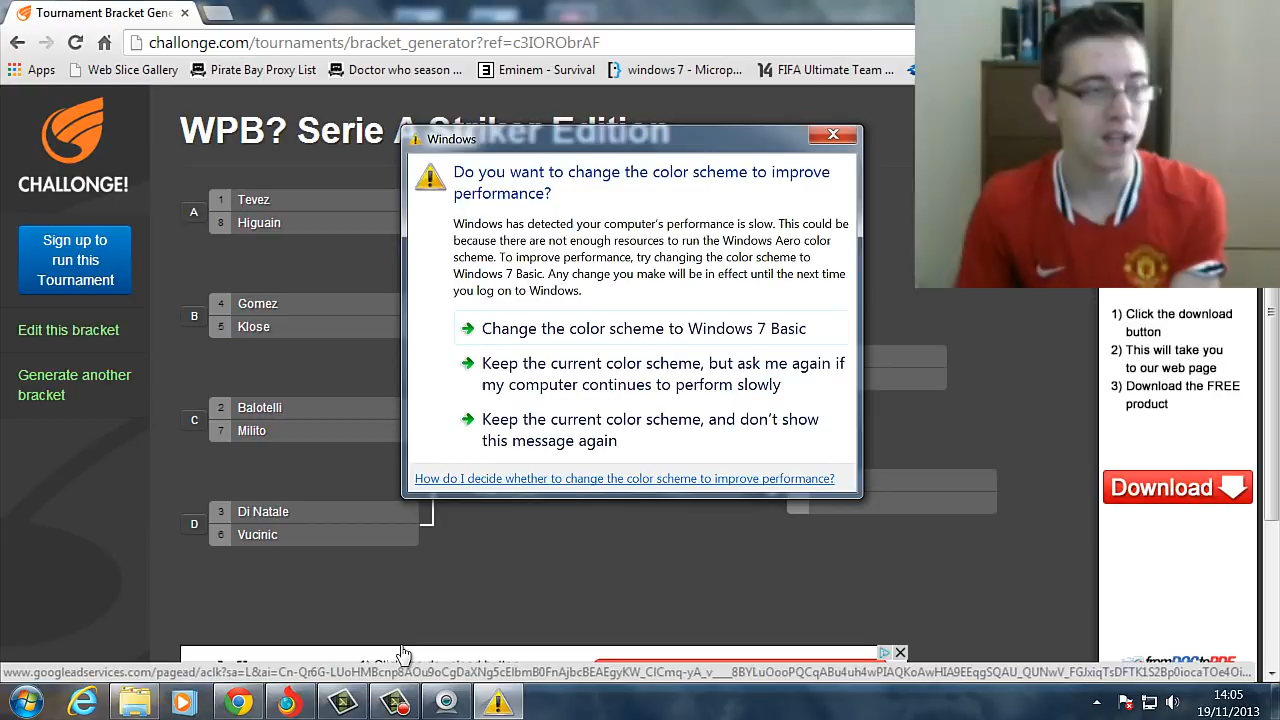 Tournament Bracket Gene
challonge.com/tournaments/bracket_generator?ref=c3IORObrAF
Apps Web Slice Gallery Pirate Bay Proxy List Doctor who season ... Eminem - Survival windows 7 - Microp... FIFA Ultimate Team ...
WPB? Serie A Striker Edition
CHALLONGE!
Sign up to
run this
Tournament
Edit this bracket
Generate another
bracket
A
1 Tevez
8 Higuain
B
4 Gomez
5 Klose
C
2 Balotelli
7 Milito
D
3 Di Natale
6 Vucinic
Windows
Do you want to change the color scheme to improve
performance?
Windows has detected your computer's performance is slow. This could be
because there are not enough resources to run the Windows Aero color
scheme. To improve performance, try changing the color scheme to
Windows 7 Basic. Any change you make will be in effect until the next time
you log on to Windows.
Change the color scheme to Windows 7 Basic
Keep the current color scheme, but ask me again if
my computer continues to perform slowly
Keep the current color scheme, and don't show
this message again
How do I decide whether to change the color scheme to improve performance?
1) Click the download
button
2) This will take you
to our web page
3) Download the FREE
product
Download
14:05
19/11/2013